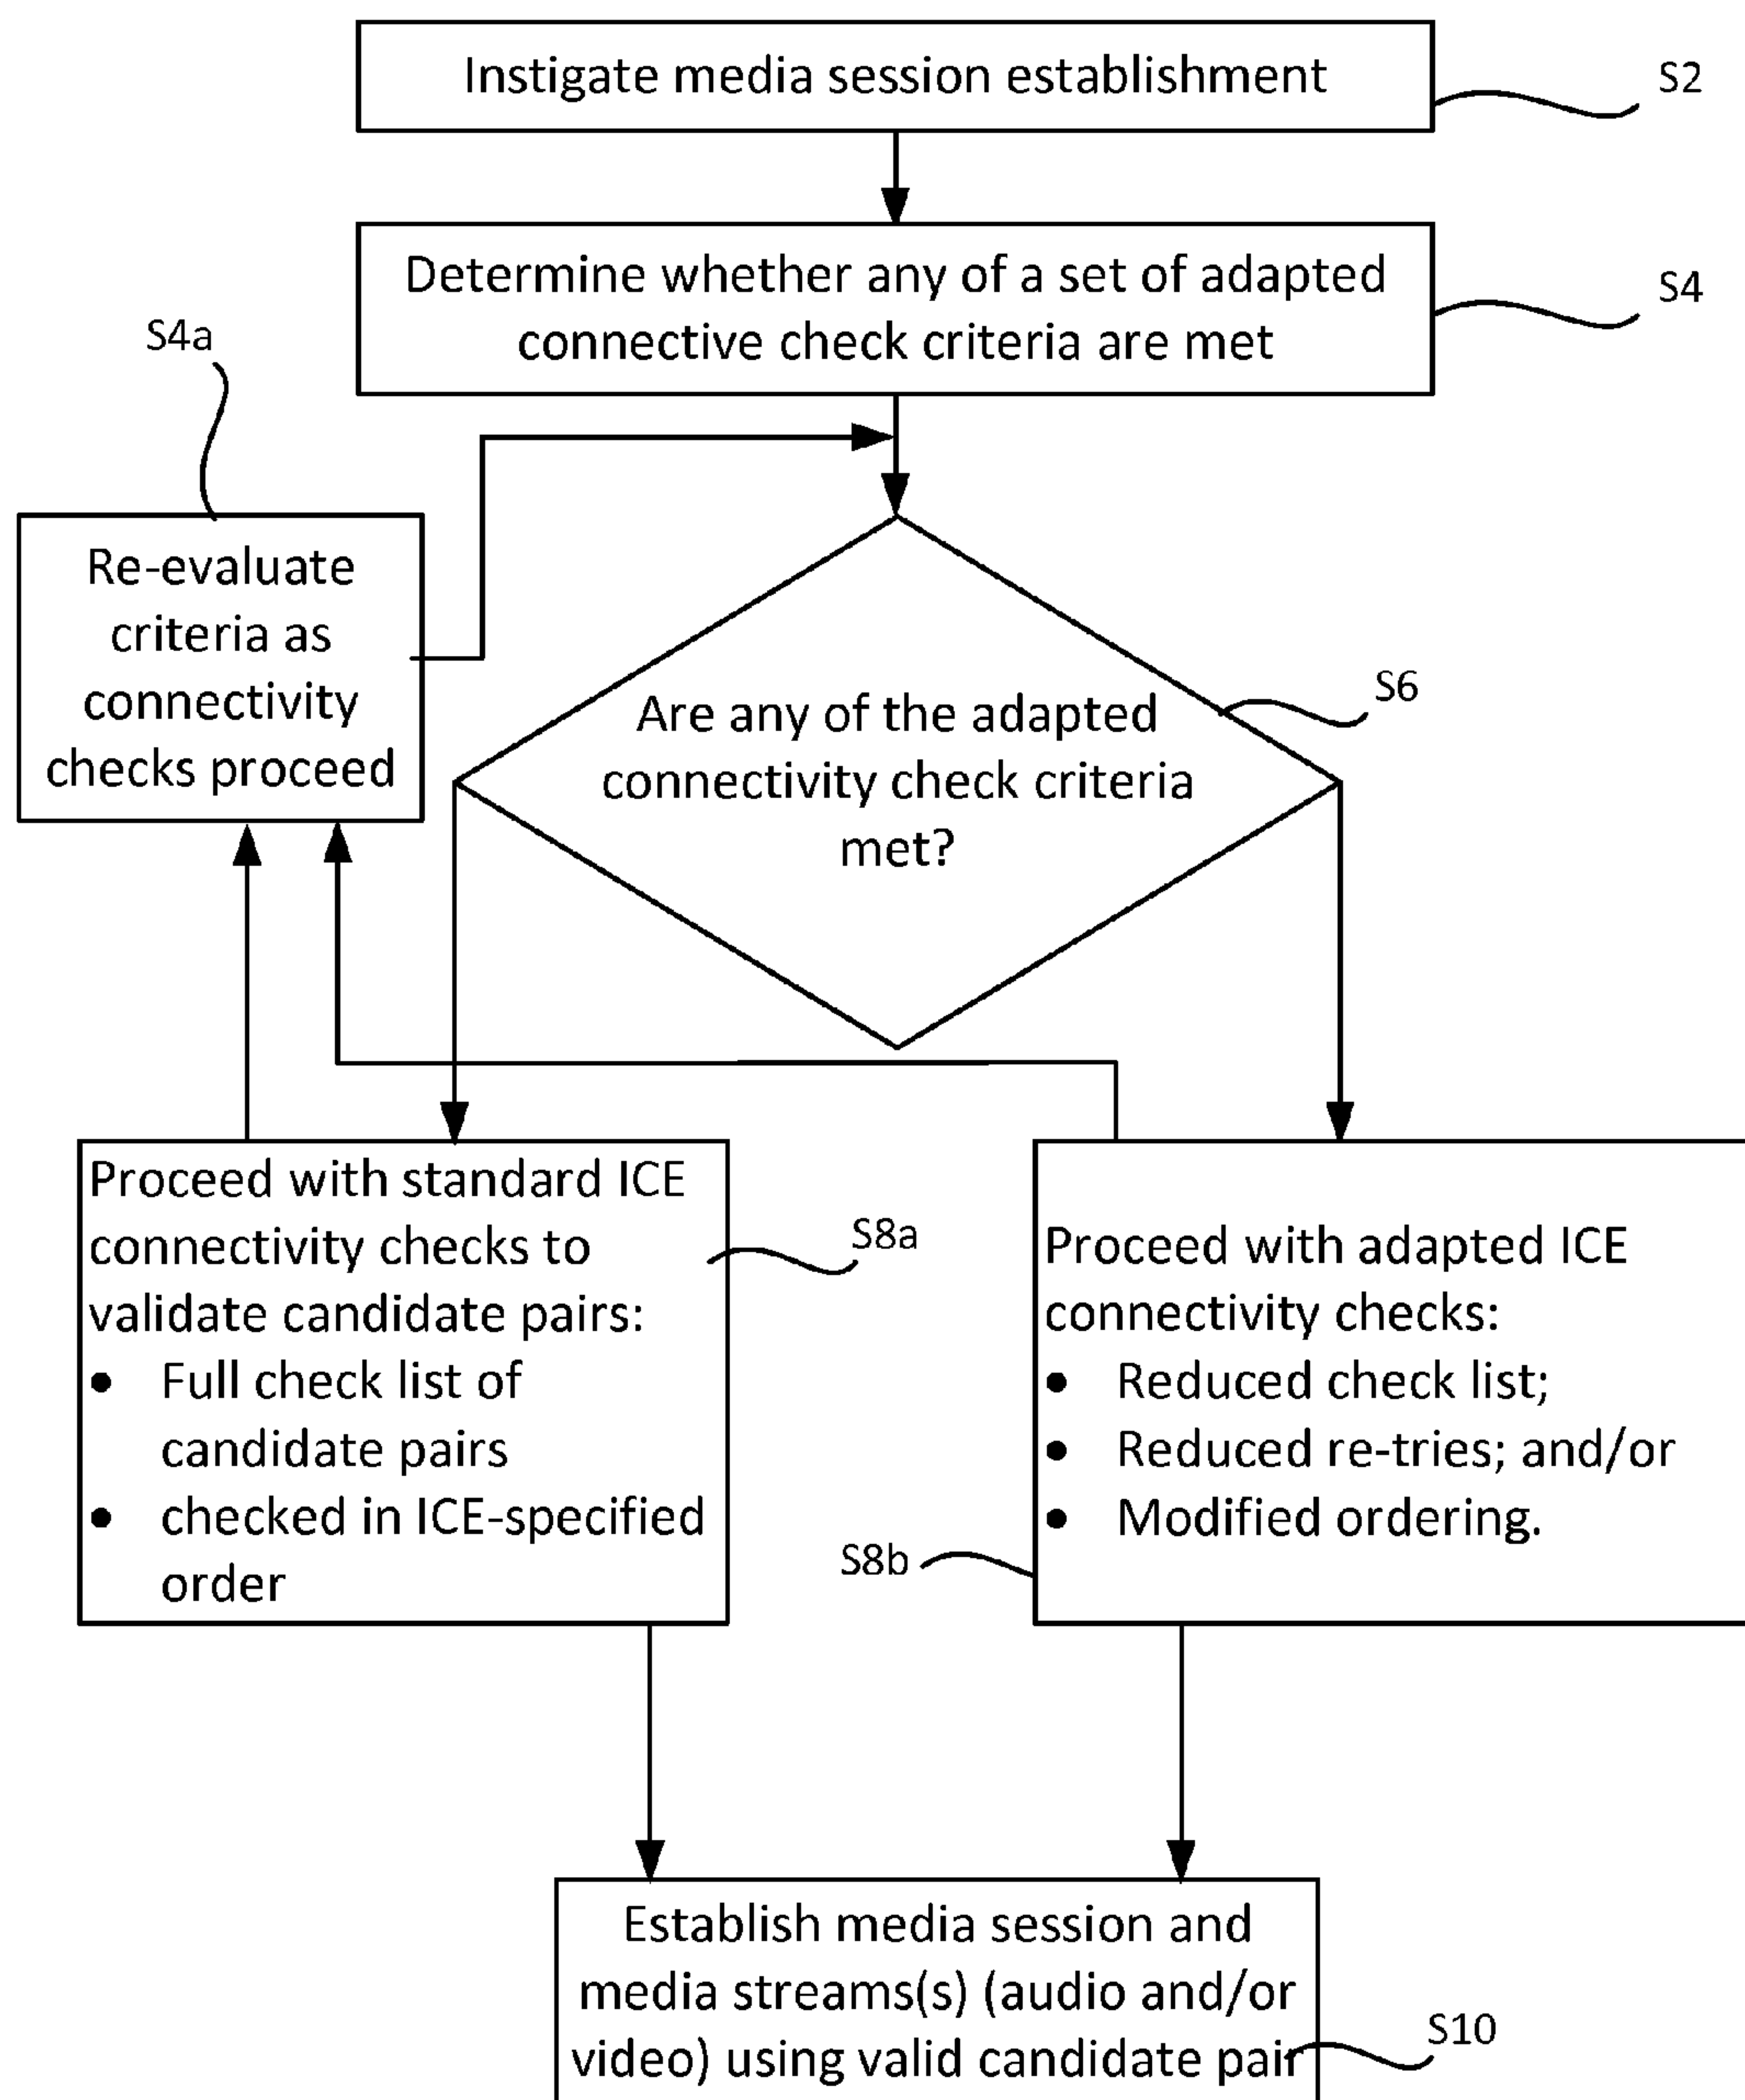 Instigate media session establishment
S2
Determine whether any of a set of adapted
connective check criteria are met
S4
S4a
Re-evaluate
criteria as
connectivity
checks proceed
Are any of the adapted
connectivity check criteria
met?
S6
Proceed with standard ICE
connectivity checks to
validate candidate pairs:
• Full check list of
candidate pairs
• checked in ICE-specified
order
S8a
Proceed with adapted ICE
connectivity checks:
• Reduced check list;
• Reduced re-tries; and/or
• Modified ordering.
S8b
Establish media session and
media streams(s) (audio and/or
video) using valid candidate pair
S10